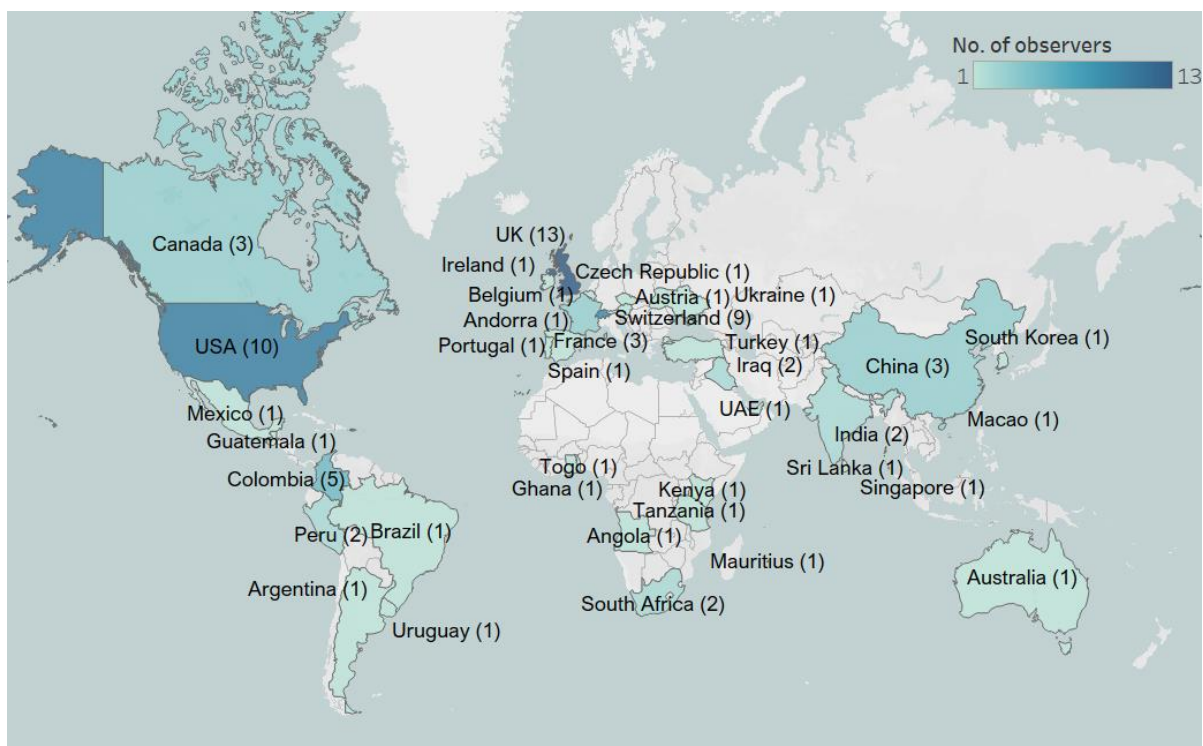 No. of observers
1 13
Canada (3)
UK (13)
Ireland (1)
Czech Republic (1)
Belgium (1)
Austria (1)
Ukraine (1)
Andorra (1)
Switzerland (9)
USA (10)
Portugal (1)
France (3)
Turkey (1)
South Korea (1)
Spain (1)
Iraq (2)
China (3)
Mexico (1)
UAE (1)
Macao (1)
Guatemala (1)
India (2)
Colombia (5)
Togo (1)
Sri Lanka (1)
Ghana (1)
Kenya (1)
Singapore (1)
Tanzania (1)
Peru (2)
Brazil (1)
Angola (1)
Mauritius (1)
Argentina (1)
Australia (1)
South Africa (2)
Uruguay (1)